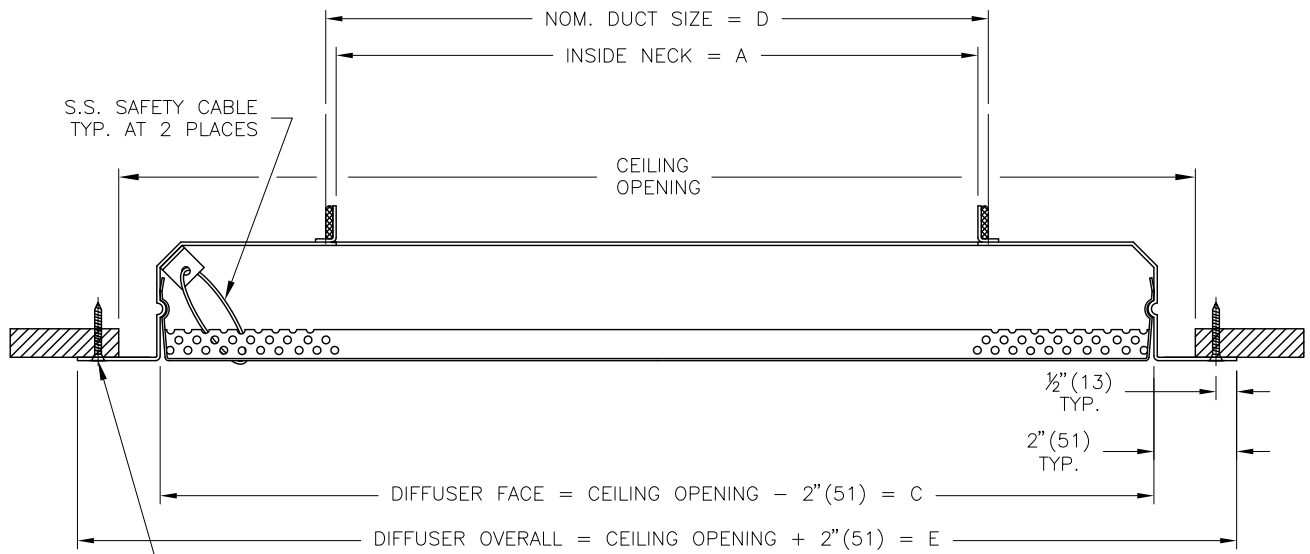 NOM. DUCT SIZE = D
INSIDE NECK = A
S.S. SAFETY CABLE
TYP. AT 2 PLACES
CEILING
OPENING
½"(13)
TYP.
2"(51)
TYP.
DIFFUSER FACE = CEILING OPENING − 2"(51) = C
DIFFUSER OVERALL = CEILING OPENING + 2"(51) = E